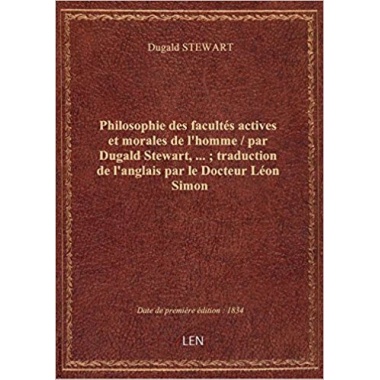 Dugald STEWART
Philosophie des facultés actives
et morales de l'homme / par
Dugald Stewart, ... ; traduction
de l'anglais par le Docteur Léon
Simon
Date de première édition : 1834
LEN